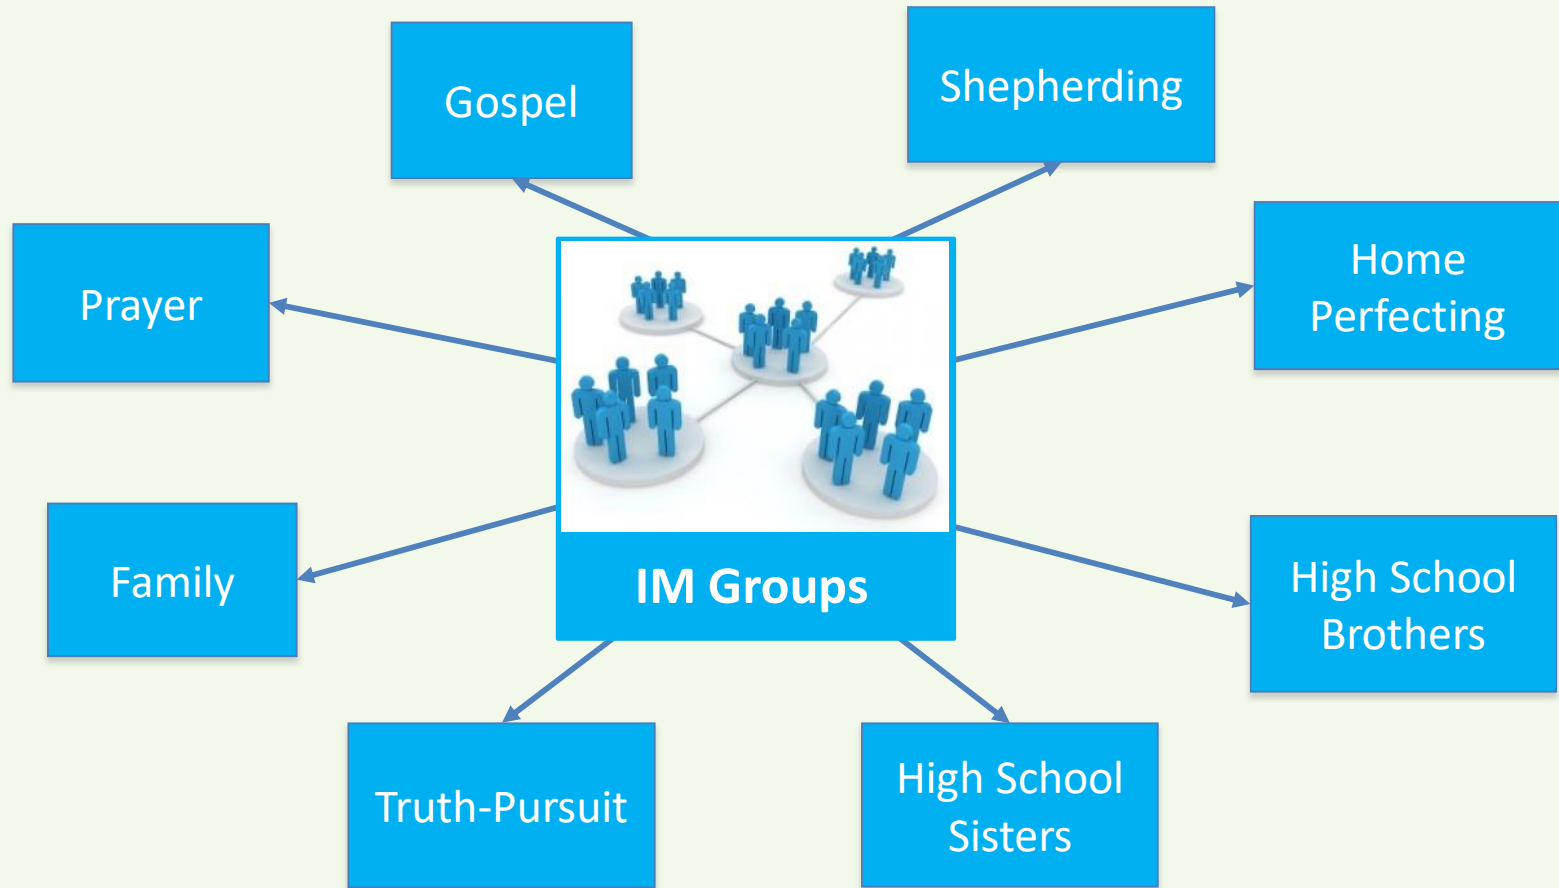 Gospel
Shepherding
Prayer
Home
Perfecting
Family
IM Groups
High School
Brothers
Truth-Pursuit
High School
Sisters